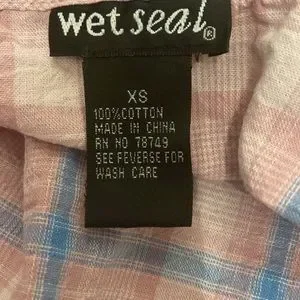 wet seal®
XS
100%COTTON
MADE IN CHINA
RN NO 78749
SEE REVERSE FOR
WASH CARE